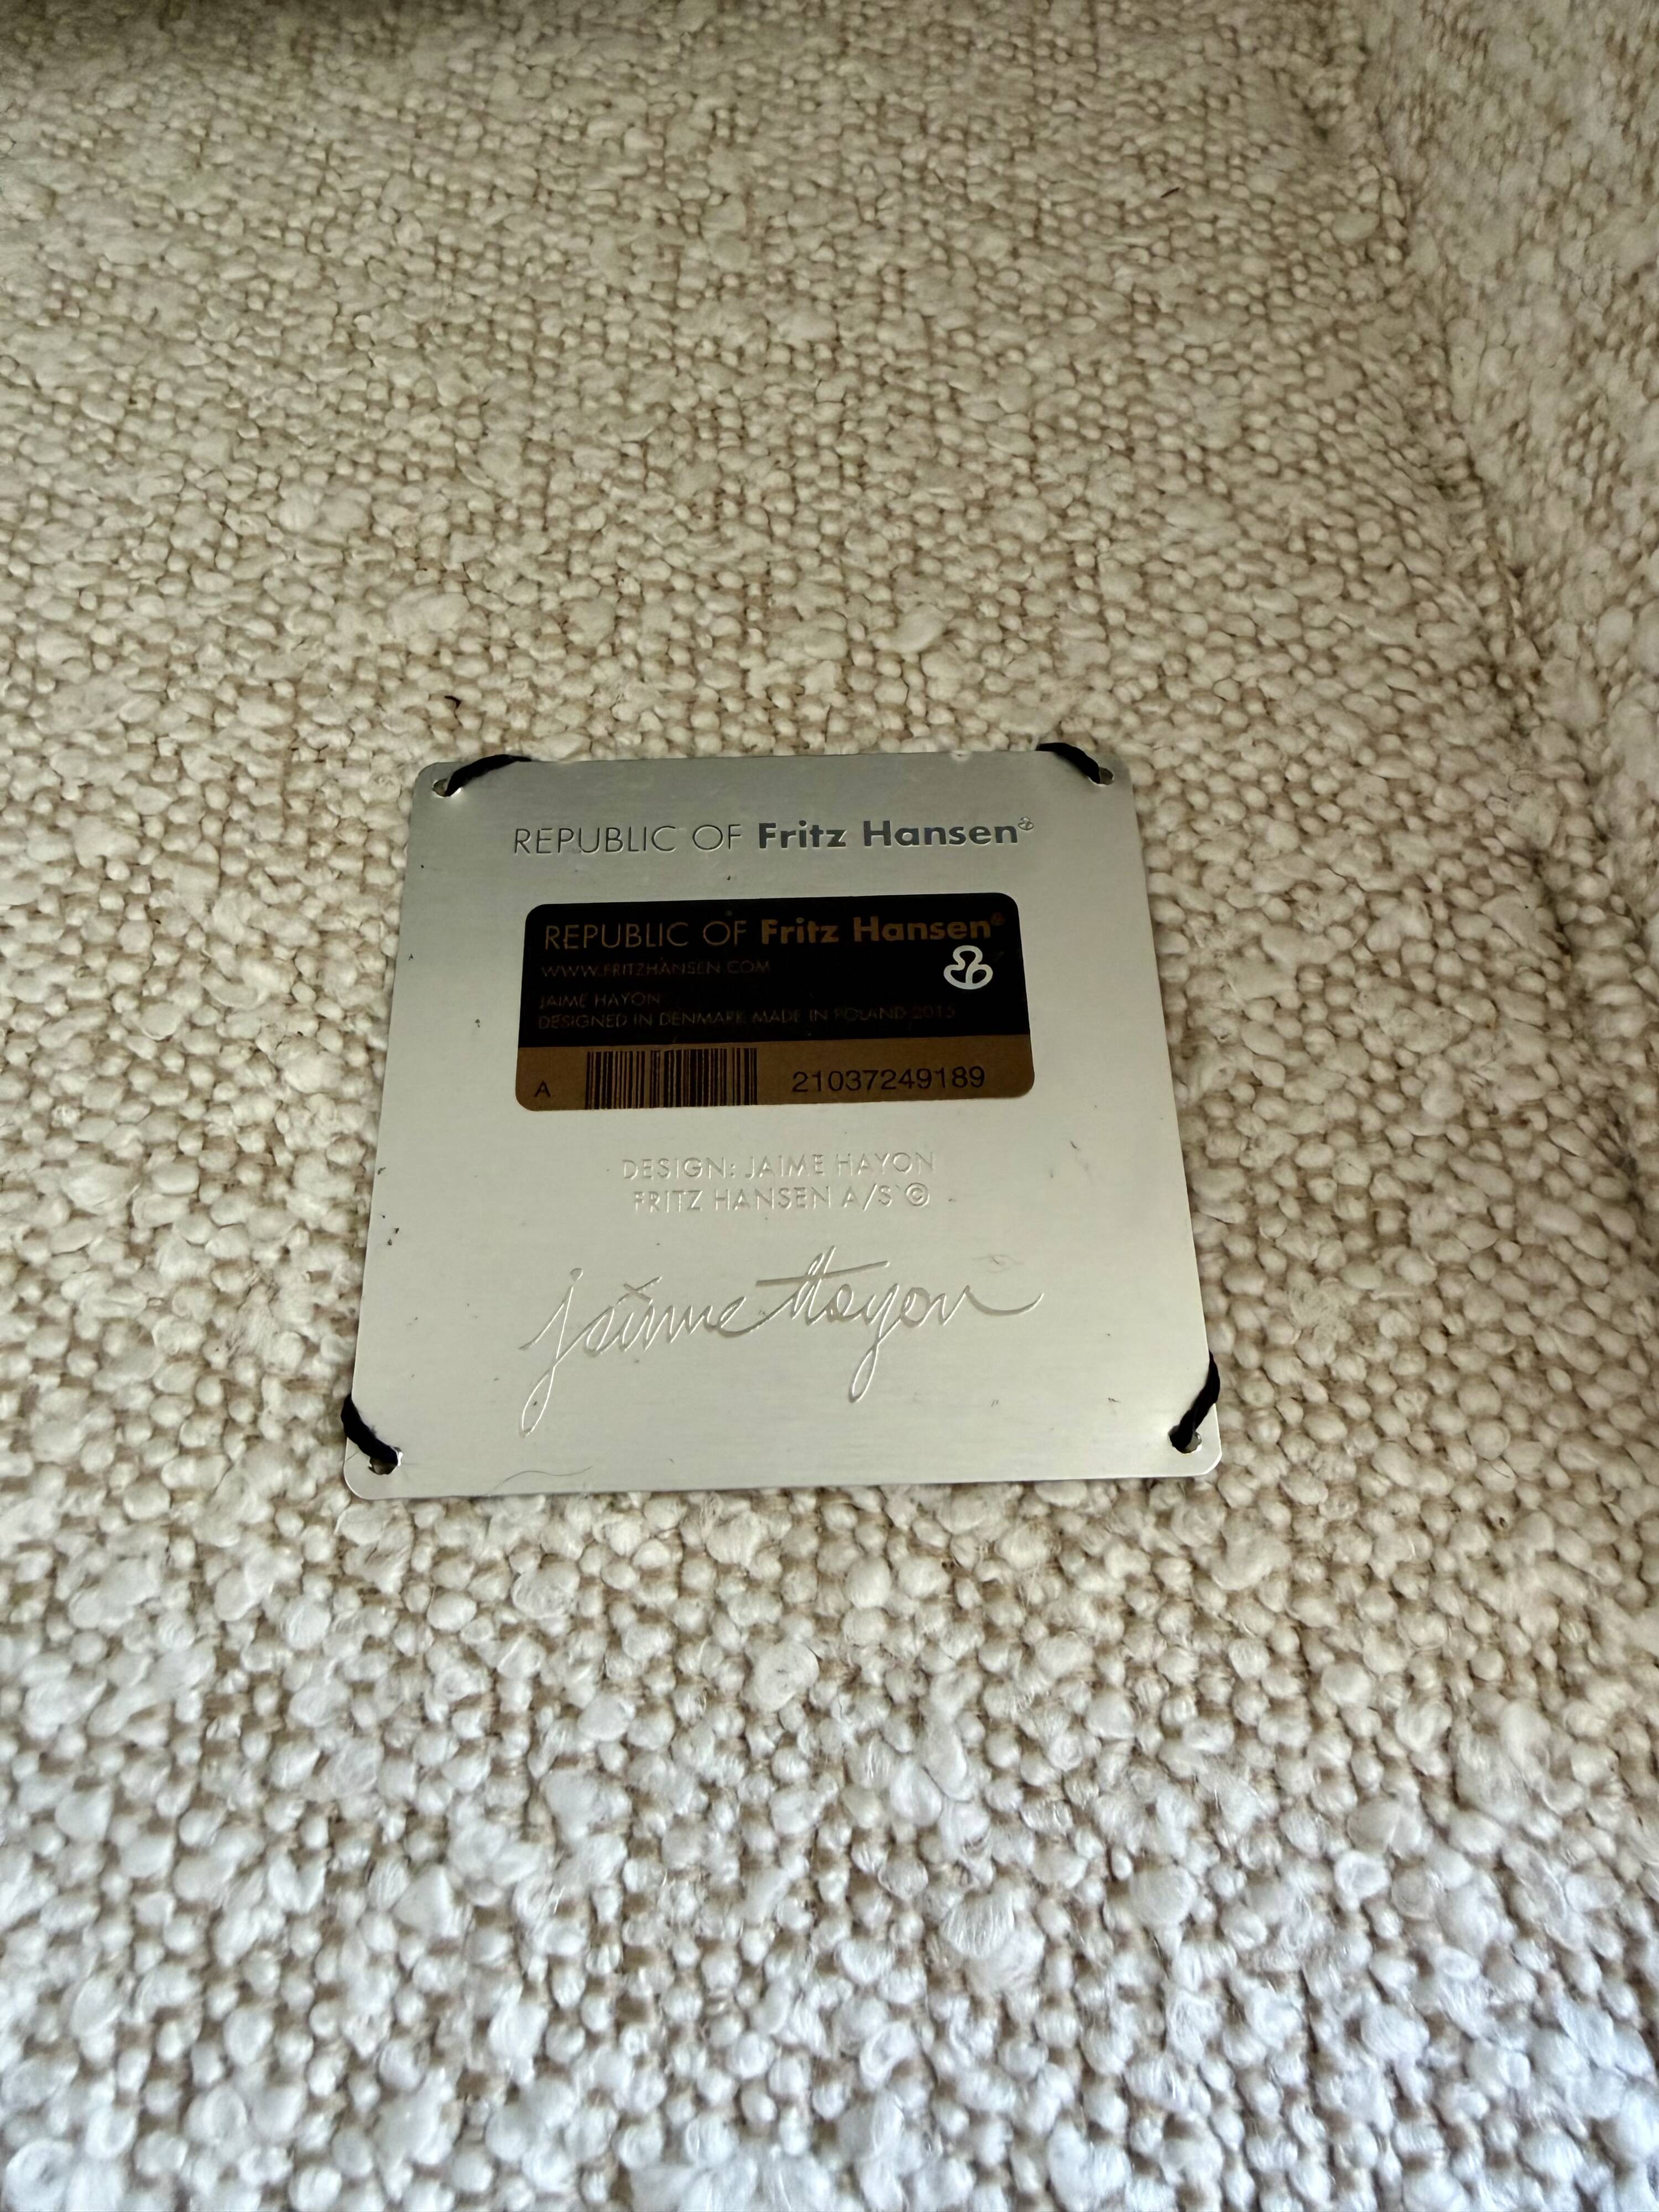 REPUBLIC OF Fritz Hansen®
REPUBLIC OF Fritz Hansen®
WWW.FRITZHANSEN.COM
JAIME HAYON
DESIGNED IN DENMARK MADE IN POLAND 2015
A 21037249189
DESIGN: JAIME HAYON
FRITZ HANSEN A/S ©
jaime Hayon